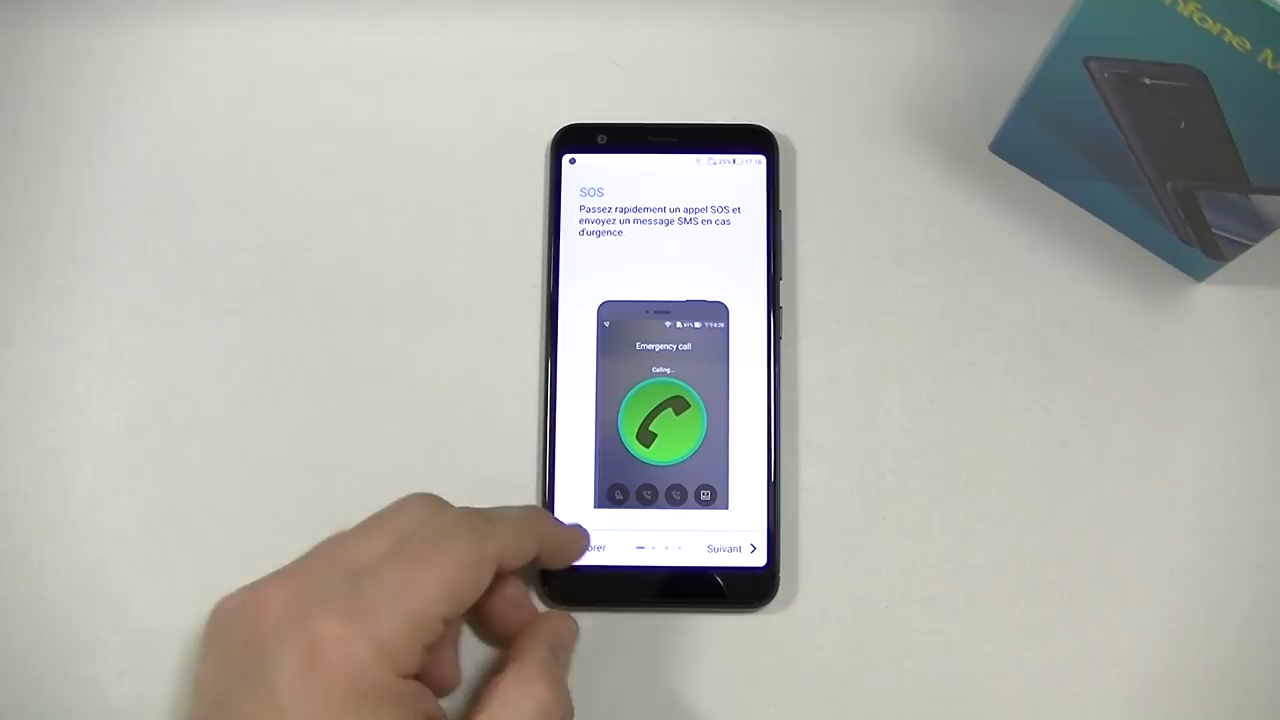 SOS
Passez rapidement un appel SOS et
envoyez un message SMS en cas
d'urgence.
Emergency call
Calling...
Suivant